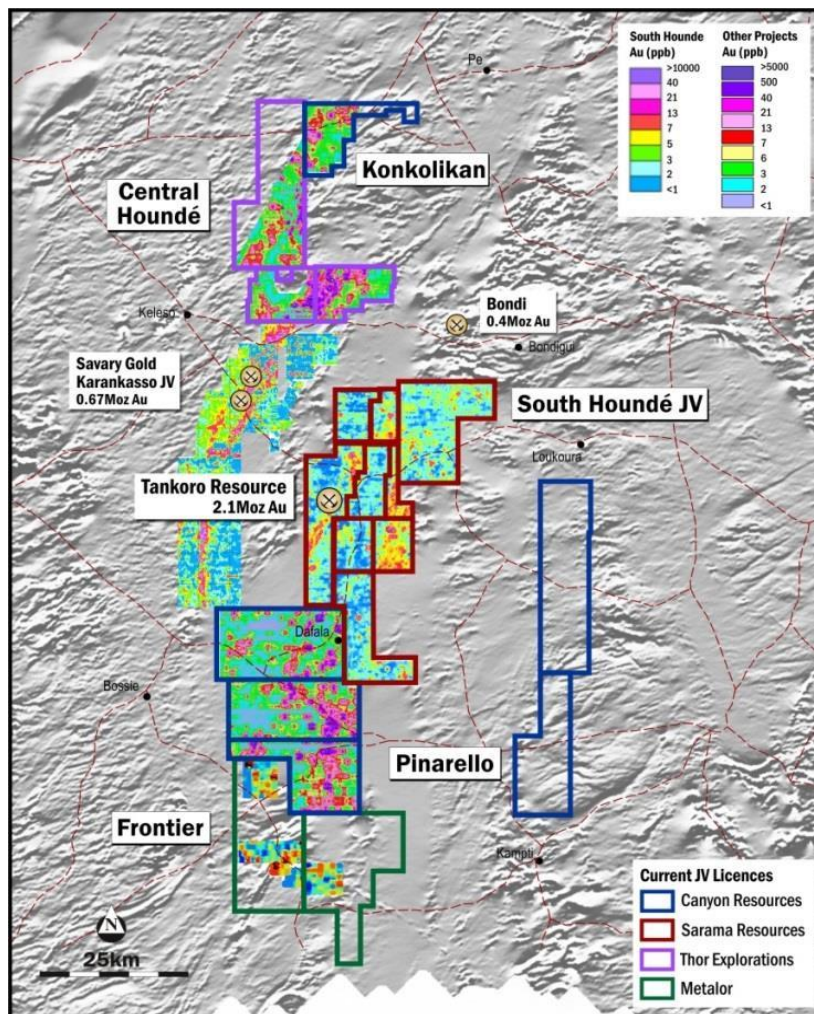 South Hounde
Au (ppb)
>10000
40
21
13
7
5
3
2
<1
Other Projects
Au (ppb)
>5000
500
40
21
13
7
6
3
2
<1
Pe
Konkolikan
Central
Houndé
Keleso
Bondi
0.4Moz Au
Bondigui
Savary Gold
Karankasso JV
0.67Moz Au
South Houndé JV
Loukoura
Tankoro Resource
2.1Moz Au
Dafala
Bossie
Pinarello
Frontier
Kampti
N
25km
Current JV Licences
Canyon Resources
Sarama Resources
Thor Explorations
Metalor